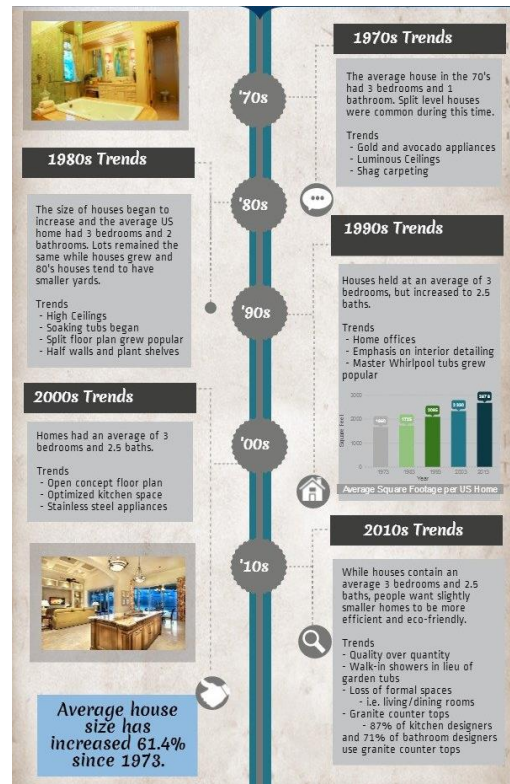 1970s Trends
The average house in the 70's
had 3 bedrooms and 1
bathroom. Split level houses
were common during this time.
Trends
- Gold and avocado appliances
- Luminous Ceilings
- Shag carpeting
'70s
1980s Trends
The size of houses began to
increase and the average US
home had 3 bedrooms and 2
bathrooms. Lots remained the
same while houses grew and
80's houses tend to have
smaller yards.
Trends
- High Ceilings
- Soaking tubs began
- Split floor plan grew popular
- Half walls and plant shelves
'80s
1990s Trends
Houses held at an average of 3
bedrooms, but increased to 2.5
baths.
Trends
- Home offices
- Emphasis on interior detailing
- Master Whirlpool tubs grew
popular
3000
2000
1000
0
Square Feet
1973
1993
2003
2013
Year
Average Square Footage per US Home
'90s
2000s Trends
Homes had an average of 3
bedrooms and 2.5 baths.
Trends
- Open concept floor plan
- Optimized kitchen space
- Stainless steel appliances
'00s
2010s Trends
While houses contain an
average 3 bedrooms and 2.5
baths, people want slightly
smaller homes to be more
efficient and eco-friendly.
Trends
- Quality over quantity
- Walk-in showers in lieu of
garden tubs
- Loss of formal spaces
- i.e. living/dining rooms
- Granite counter tops
- 87% of kitchen designers
and 71% of bathroom designers
use granite counter tops
'10s
Average house
size has
increased 61.4%
since 1973.